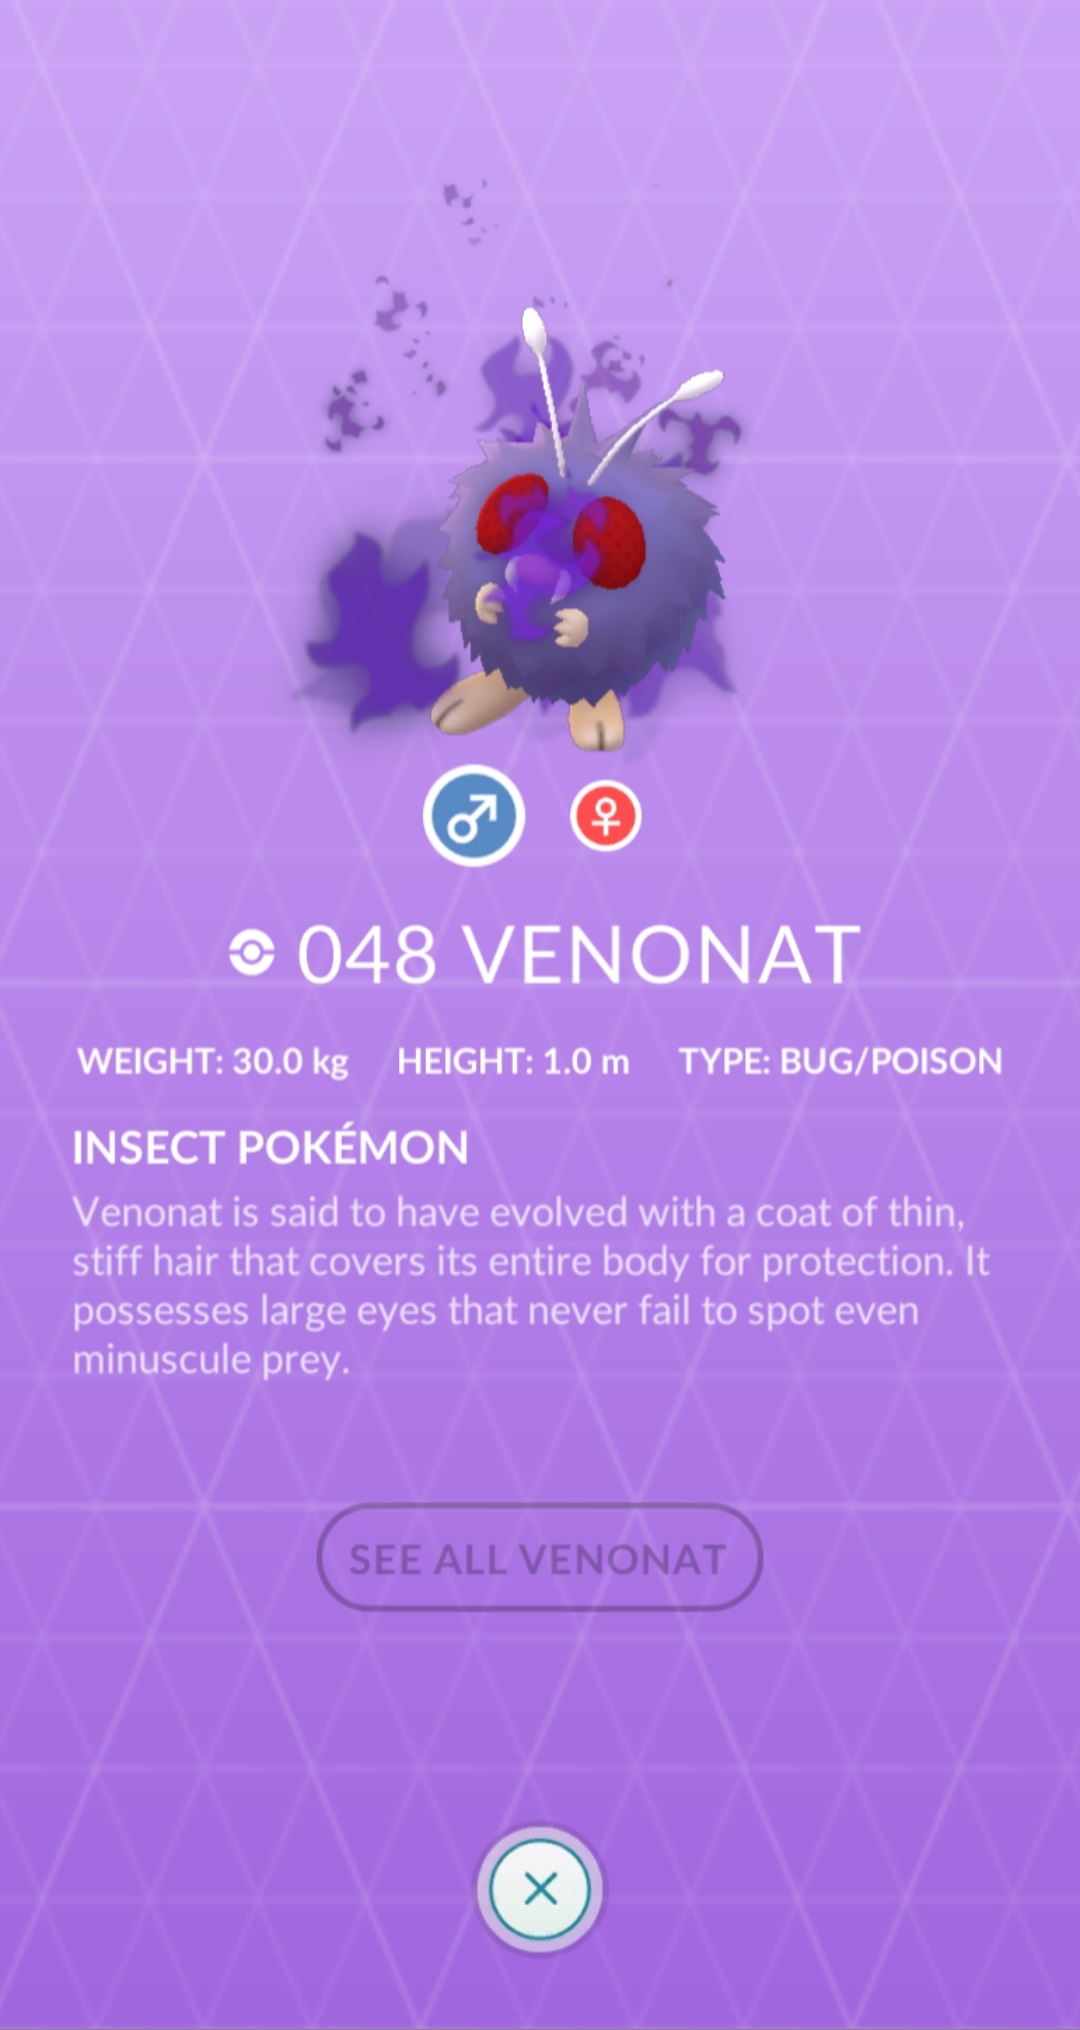 048 VENONAT
WEIGHT: 30.0 kg HEIGHT: 1.0 m TYPE: BUG/POISON
INSECT POKÉMON
Venonat is said to have evolved with a coat of thin,
stiff hair that covers its entire body for protection. It
possesses large eyes that never fail to spot even
minuscule prey.
SEE ALL VENONAT